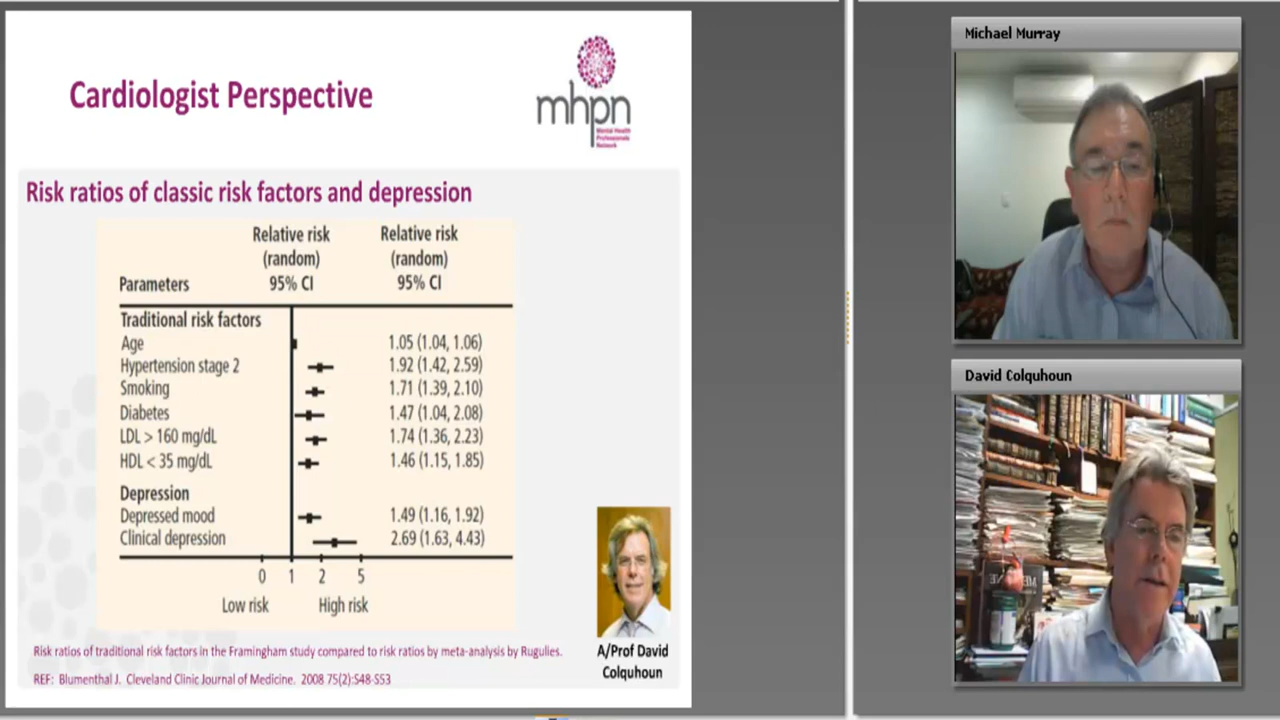 Cardiologist Perspective
mhpn
Mental Health
Professionals
Network
Risk ratios of classic risk factors and depression
Relative risk (random) 95% CI
Relative risk (random) 95% CI
Parameters
Traditional risk factors
Age 1.05 (1.04, 1.06)
Hypertension stage 2 1.92 (1.42, 2.59)
Smoking 1.71 (1.39, 2.10)
Diabetes 1.47 (1.04, 2.08)
LDL > 160 mg/dL 1.74 (1.36, 2.23)
HDL < 35 mg/dL 1.46 (1.15, 1.85)
Depression
Depressed mood 1.49 (1.16, 1.92)
Clinical depression 2.69 (1.63, 4.43)
0 1 2 5
Low risk High risk
Risk ratios of traditional risk factors in the Framingham study compared to risk ratios by meta-analysis by Rugulies.
REF: Blumenthal J. Cleveland Clinic Journal of Medicine. 2008 75(2):S48-S53
A/Prof David
Colquhoun
Michael Murray
David Colquhoun